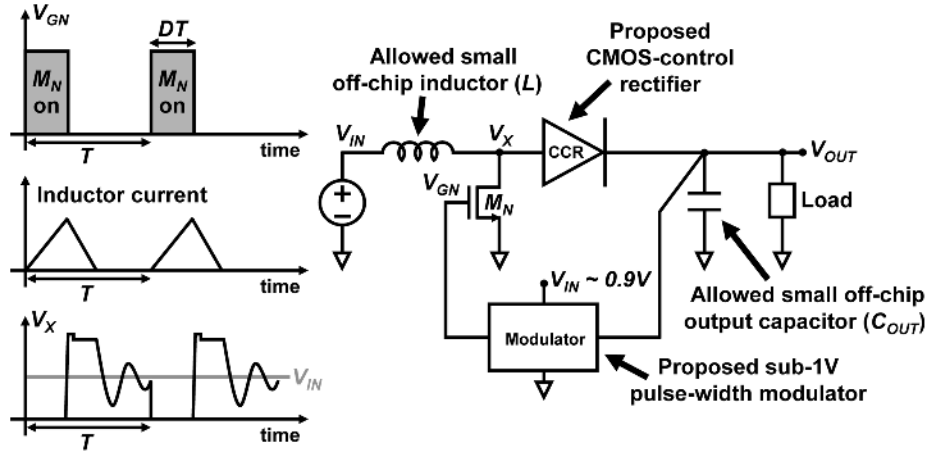 V_GN
DT
M_N
on
M_N
on
T
time
Inductor current
T
time
V_X
V_IN
T
time
Allowed small
off-chip inductor (L)
Proposed
CMOS-control
rectifier
V_IN
V_X
CCR
V_OUT
V_GN
M_N
Load
V_IN ~ 0.9V
Modulator
Allowed small off-chip
output capacitor (C_OUT)
Proposed sub-1V
pulse-width modulator